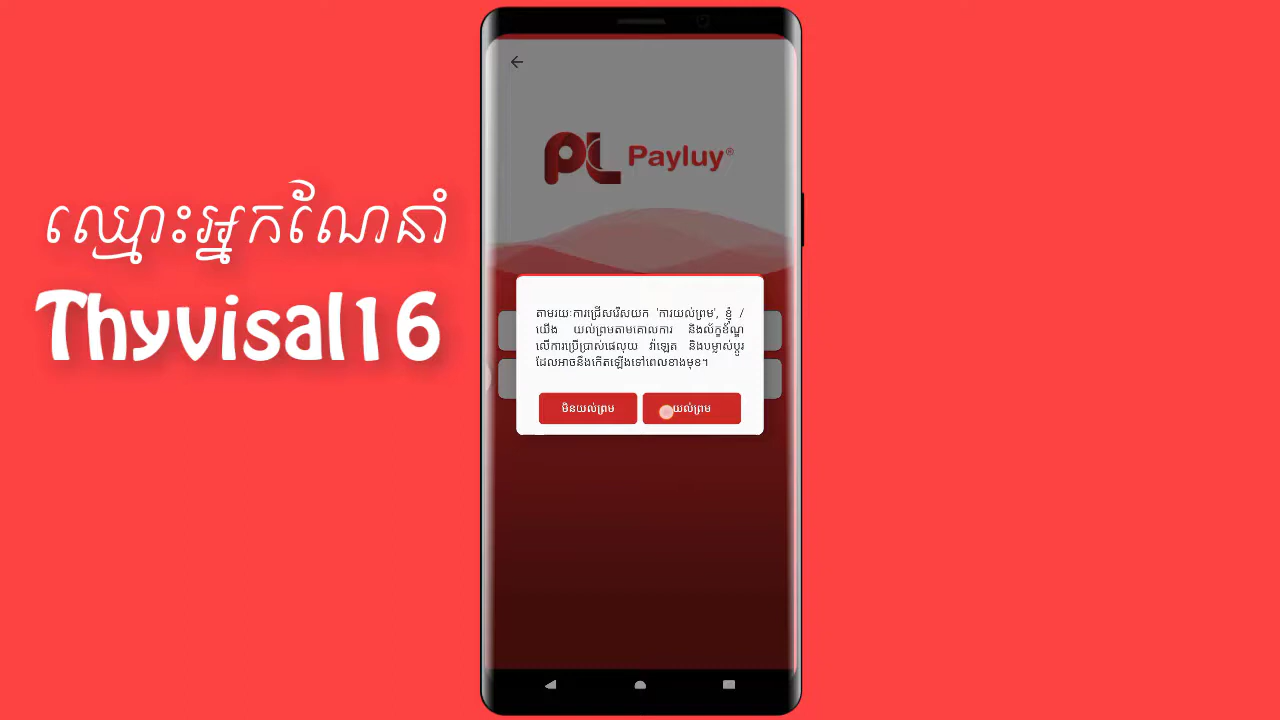 ឈ្មោះអ្នកណែនាំ
Thyvisal16
PL Payluy®
តាមរយៈការជ្រើសរើសយក 'ការយល់ព្រម', ខ្ញុំ /
យើង យល់ព្រមតាមគោលការ និងល័ក្ខខ័ណ្ឌ
លើការប្រើប្រាស់ផេលុយ វ៉ាឡេត និងបម្លាស់ប្ដូរ
ដែលអាចនឹងកើតឡើងទៅពេលខាងមុខ។
មិនយល់ព្រម
យល់ព្រម